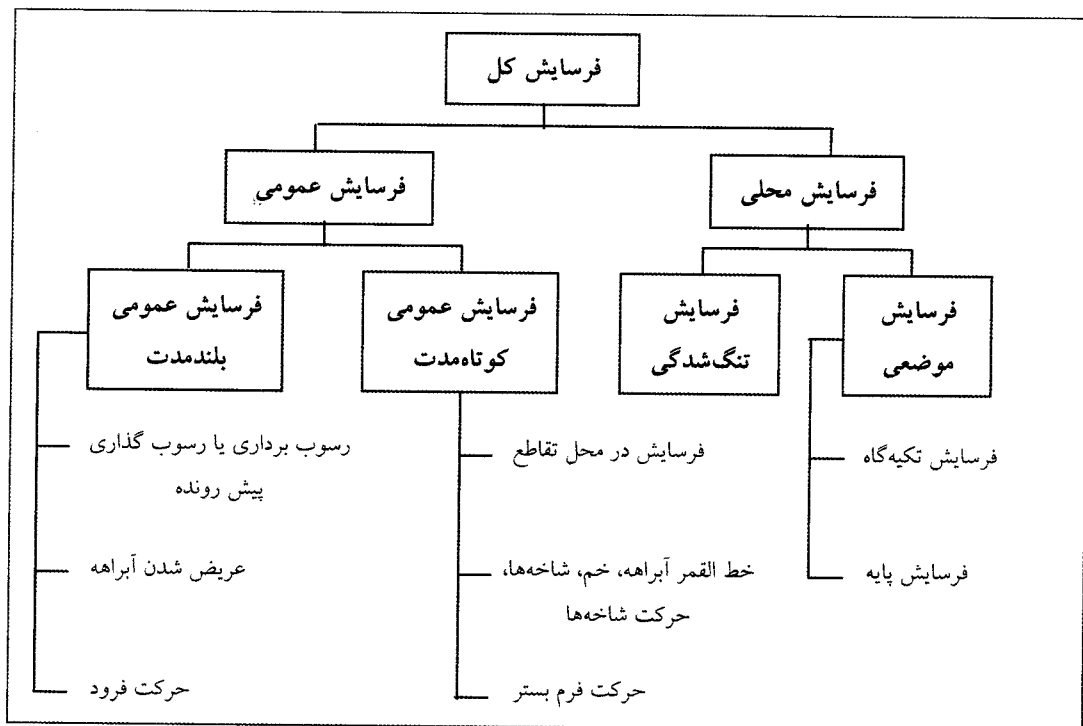 فرسایش کل
فرسایش محلی
فرسایش عمومی
فرسایش
موضعی
فرسایش
تنگ‌شدگی
فرسایش عمومی
کوتاه‌مدت
فرسایش عمومی
بلندمدت
فرسایش تکیه‌گاه
فرسایش پایه
فرسایش در محل تقاطع
خط القمر آبراهه، خم، شاخه‌ها،
حرکت شاخه‌ها
حرکت فرم بستر
رسوب برداری یا رسوب گذاری
پیش رونده
عریض شدن آبراهه
حرکت فرود